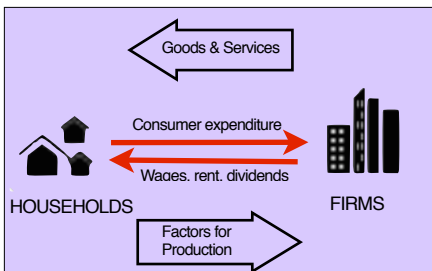 Goods & Services
Consumer expenditure
Wages, rent, dividends
HOUSEHOLDS
FIRMS
Factors for
Production